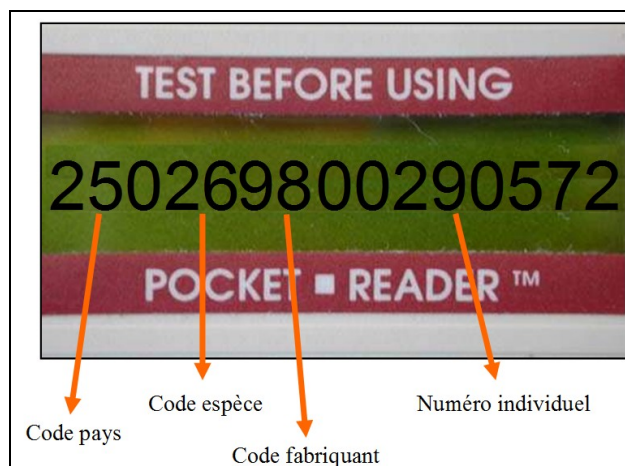 TEST BEFORE USING
250269800290572
POCKET ■ READER ™
Code espèce
Numéro individuel
Code pays
Code fabriquant